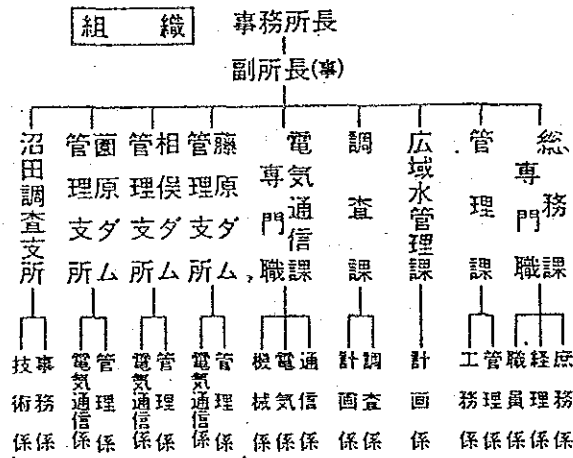 組織
事務所長
副所長(事)
総務課
専門職
管理課
広域水管理課
調査課
電気通信課
専門職
藤原ダム
管理支所
相俣ダム
管理支所
薗原ダム
管理支所
沼田調査支所
庶務係
経理係
職員係
管理係
工務係
計画係
調査係
計画係
通信係
電気係
機械係
管理係
電気通信係
管理係
電気通信係
管理係
電気通信係
事務係
技術係